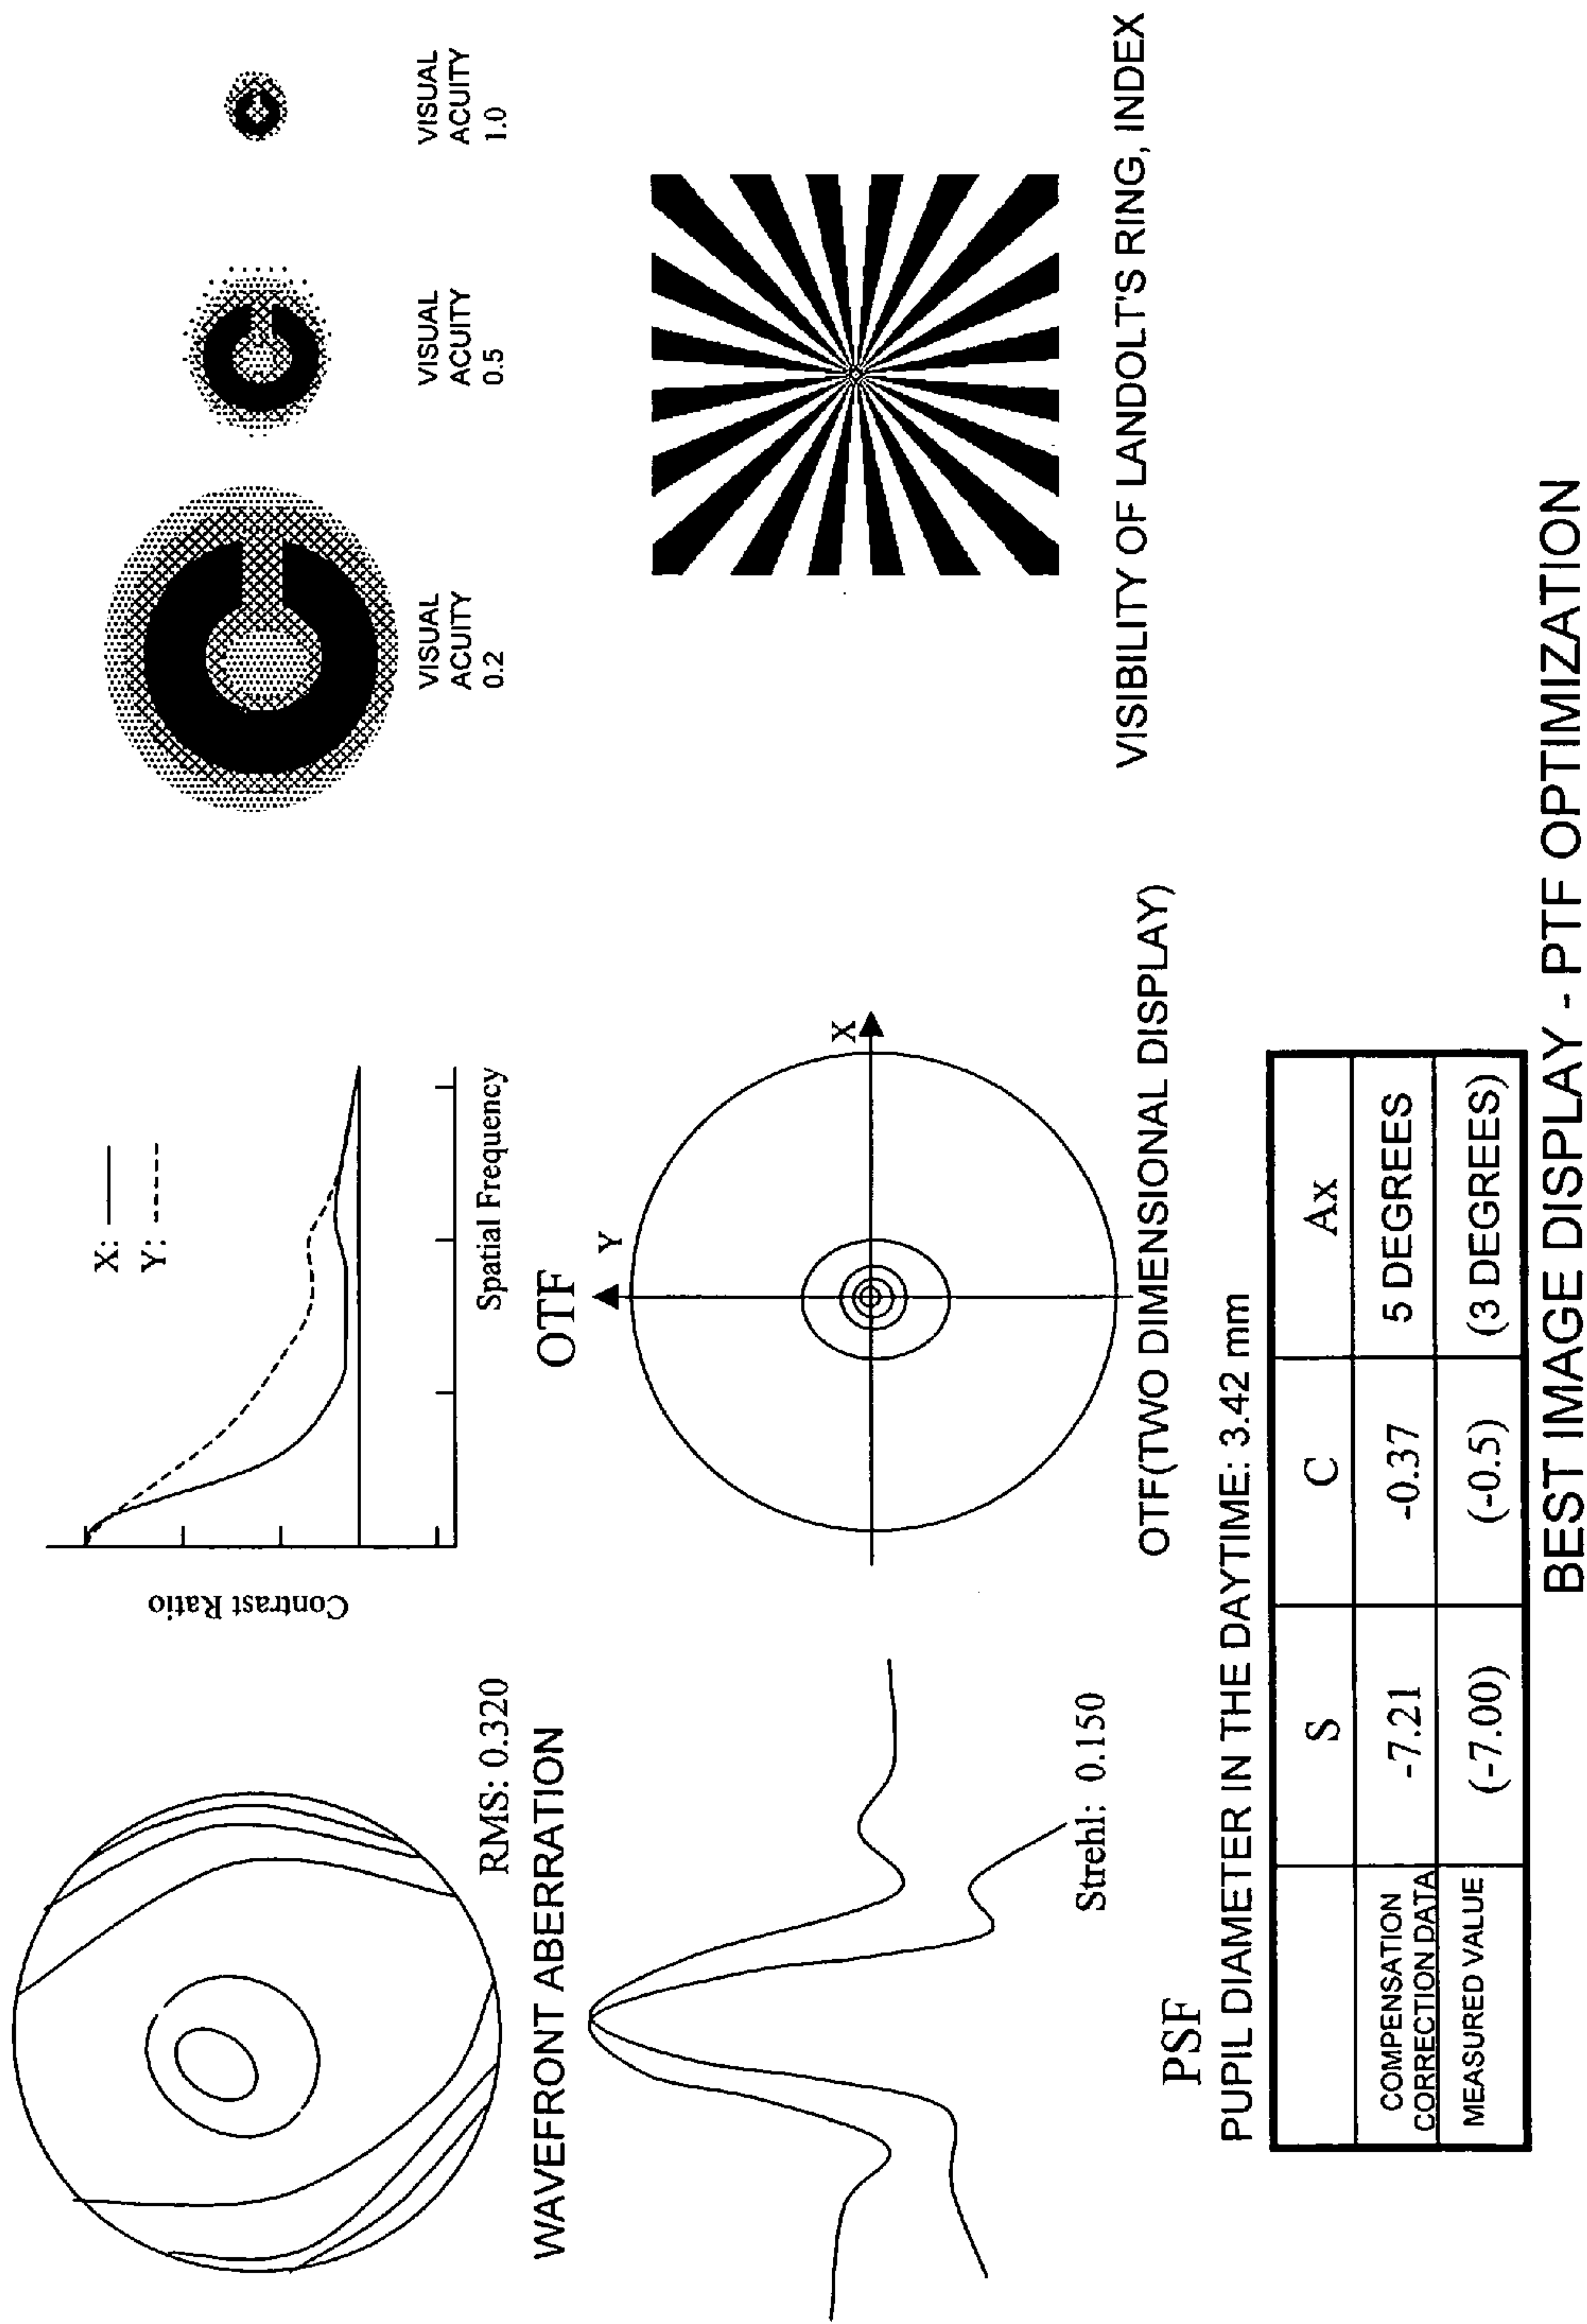 RMS: 0.320
WAVEFRONT ABERRATION
Contrast Ratio
X:
Y:
Spatial Frequency
OTF
VISUAL
ACUITY
0.2
VISUAL
ACUITY
0.5
VISUAL
ACUITY
1.0
Strehl: 0.150
PSF
Y
X
OTF(TWO DIMENSIONAL DISPLAY)
VISIBILITY OF LANDOLT'S RING, INDEX
PUPIL DIAMETER IN THE DAYTIME: 3.42 mm
S C Ax
COMPENSATION
CORRECTION DATA -7.21 -0.37 5 DEGREES
MEASURED VALUE (-7.00) (-0.5) (3 DEGREES)
BEST IMAGE DISPLAY - PTF OPTIMIZATION